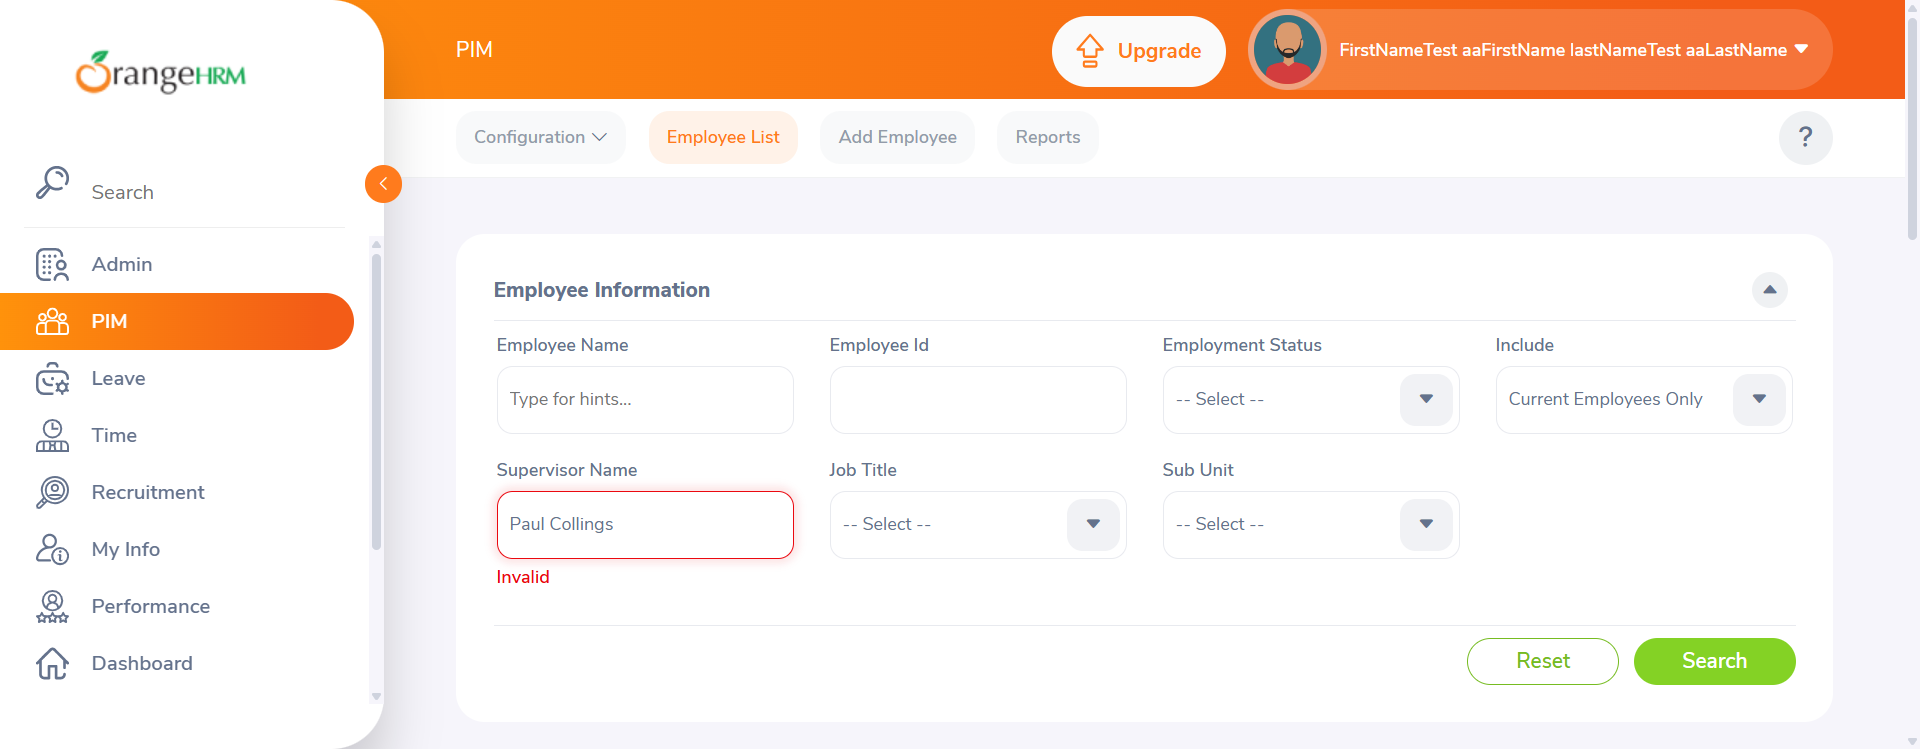 OrangeHRM
Search
Admin
PIM
Leave
Time
Recruitment
My Info
Performance
Dashboard
PIM
Upgrade
FirstNameTest aaFirstName lastNameTest aaLastName
Configuration
Employee List
Add Employee
Reports
?
Employee Information
Employee Name
Type for hints...
Employee Id
Employment Status
-- Select --
Include
Current Employees Only
Supervisor Name
Paul Collings
Invalid
Job Title
-- Select --
Sub Unit
-- Select --
Reset
Search